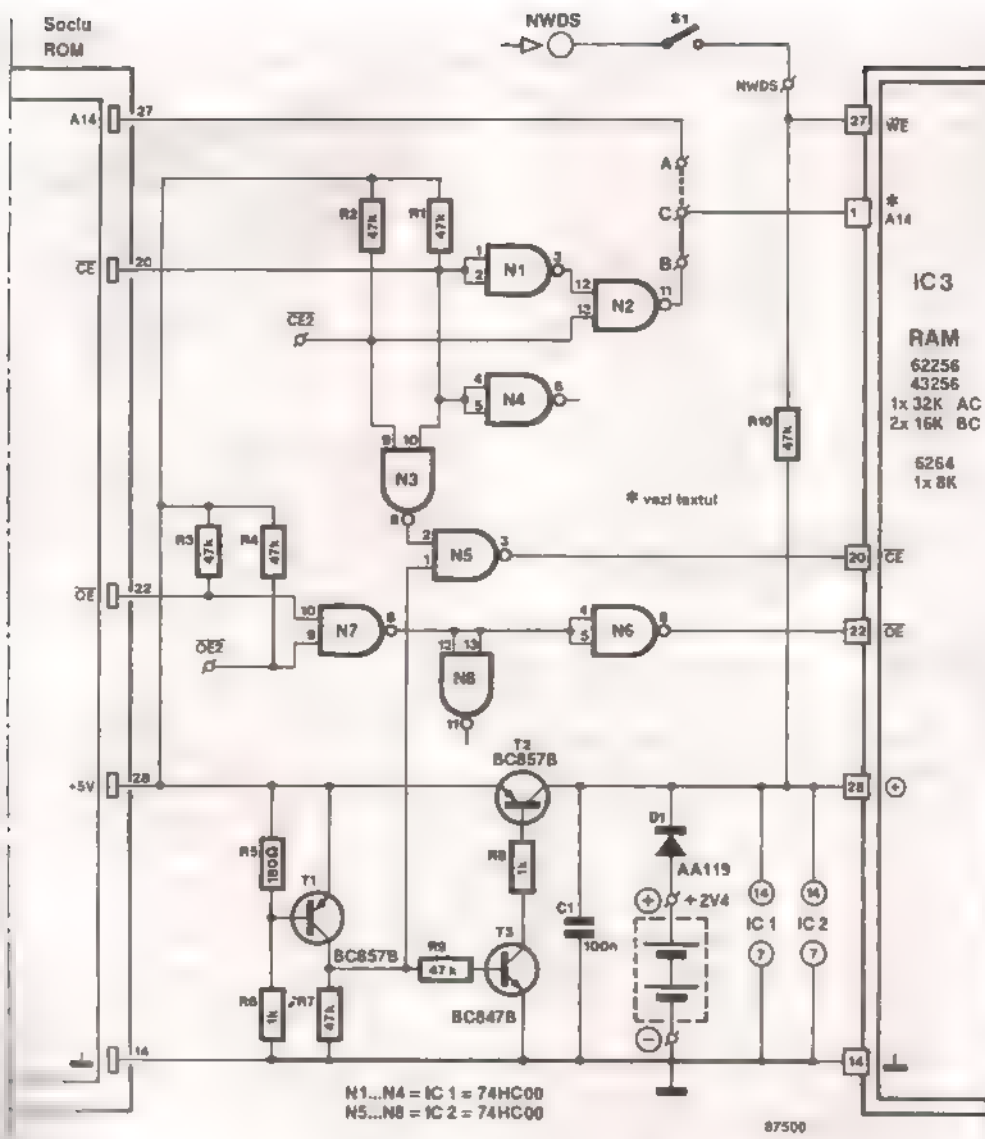 Soclu
ROM
NWDS
S1
NWDS
A14
27
27
WE
A
*
C
1
A14
R2
47k
R1
47k
CE
20
1
2
N1
3
B
12
13
N2
11
CE2
IC3
RAM
62256
43256
1x 32K AC
2x 16K BC
6264
1x 8K
4
5
N4
6
R10
47k
9
10
N3
8
* vezi textul
R3
47k
R4
47k
2
1
N5
3
20
CE
OE
22
10
9
N7
8
4
5
N6
22
OE
OE2
12
13
N8
11
T2
BC857B
+5V
28
28
+
R5
180Ω
D1
AA119
R8
1k
T1
BC857B
C1
100n
+
+2V4
14
14
IC 1
IC 2
7
7
R9
47k
T3
BC847B
R6
1k
R7
47k
−
14
14
N1...N4 = IC 1 = 74HC00
N5...N8 = IC 2 = 74HC00
87500